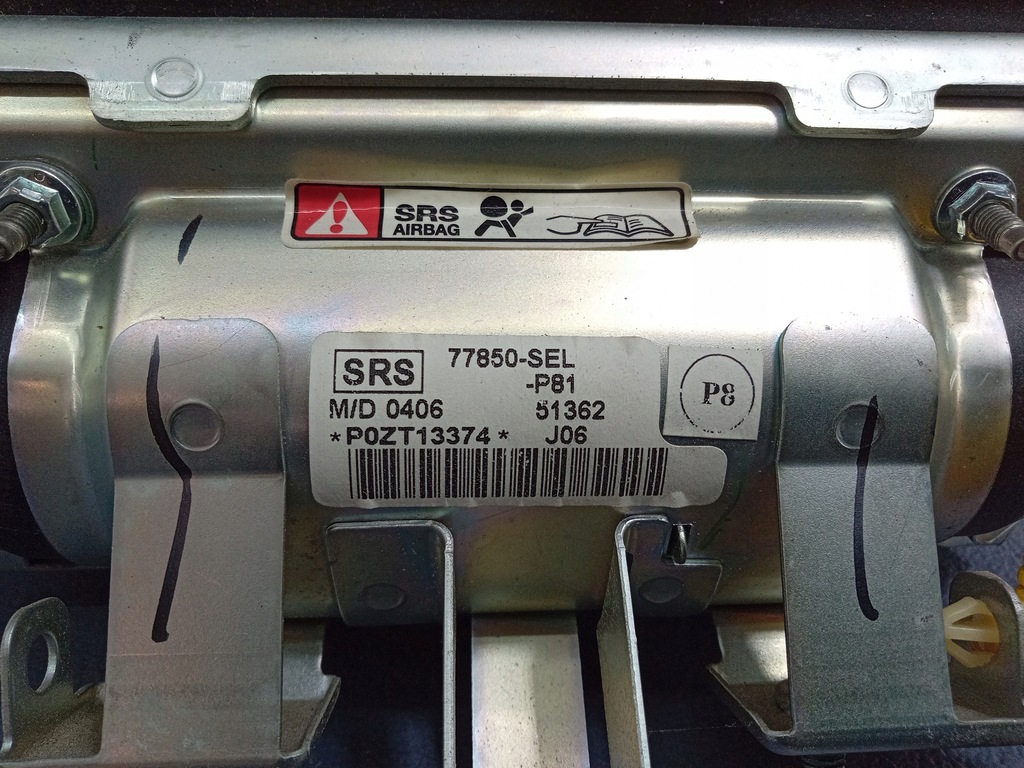 SRS
AIRBAG
SRS 77850-SEL
-P81
M/D 0406 51362
*P0ZT13374* J06
P8